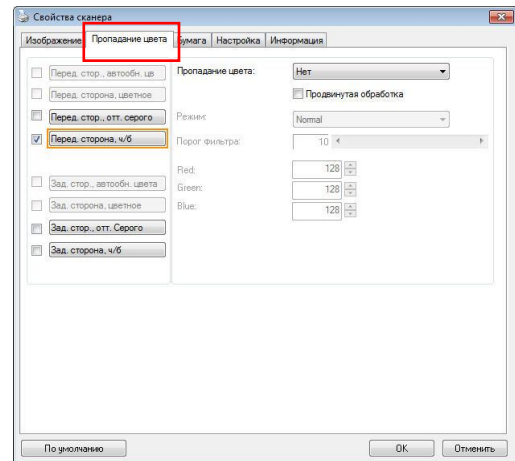 Свойства сканера
Изображение Пропадание цвета Бумага Настройка Информация
Перед. стор., автообн. цв
Перед. сторона, цветное
Перед. стор., отт. серого
Перед. сторона, ч/б
Зад. стор., автообн. цвета
Зад. сторона, цветное
Зад. стор., отт. Серого
Зад. сторона, ч/б
Пропадание цвета: Нет
Продвинутая обработка
Режим: Normal
Порог фильтра: 10
Red: 128
Green: 128
Blue: 128
По умолчанию OK Отменить